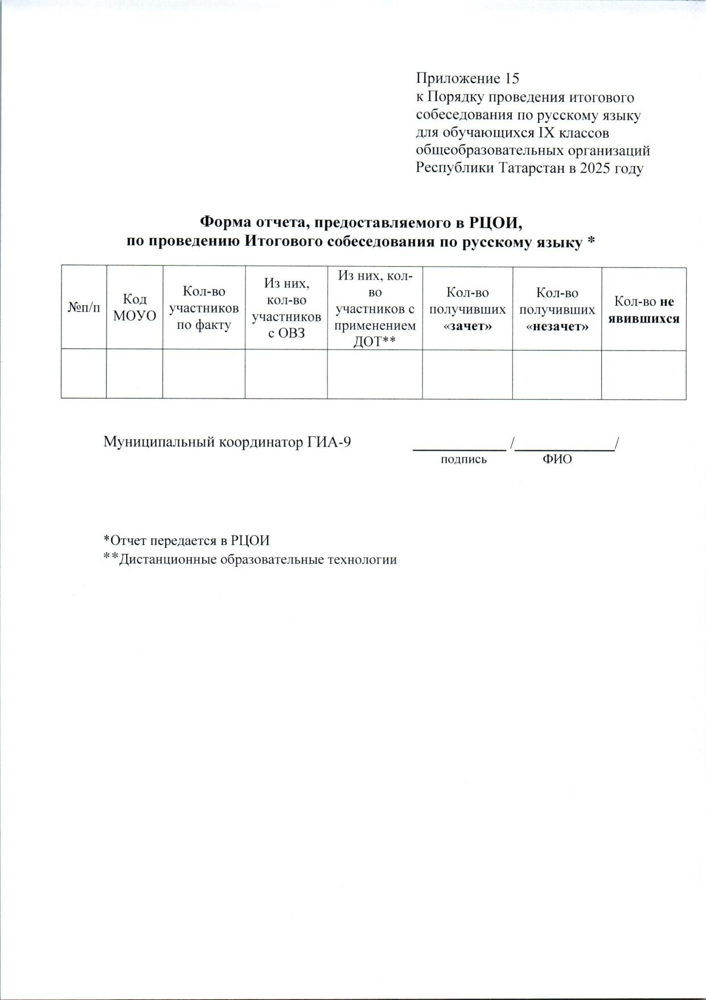 Приложение 15
к Порядку проведения итогового
собеседования по русскому языку
для обучающихся IX классов
общеобразовательных организаций
Республики Татарстан в 2025 году
Форма отчета, предоставляемого в РЦОИ,
по проведению Итогового собеседования по русскому языку *
№п/п
Код
МОУО
Кол-во
участников
по факту
Из них,
кол-во
участников
с ОВЗ
Из них, кол-
во
участников с
применением
ДОТ**
Кол-во
получивших
«зачет»
Кол-во
получивших
«незачет»
Кол-во не
явившихся
Муниципальный координатор ГИА-9 ____________ /_____________/
подпись ФИО
*Отчет передается в РЦОИ
**Дистанционные образовательные технологии